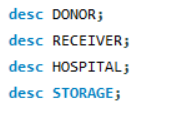 desc DONOR;
desc RECEIVER;
desc HOSPITAL;
desc STORAGE;